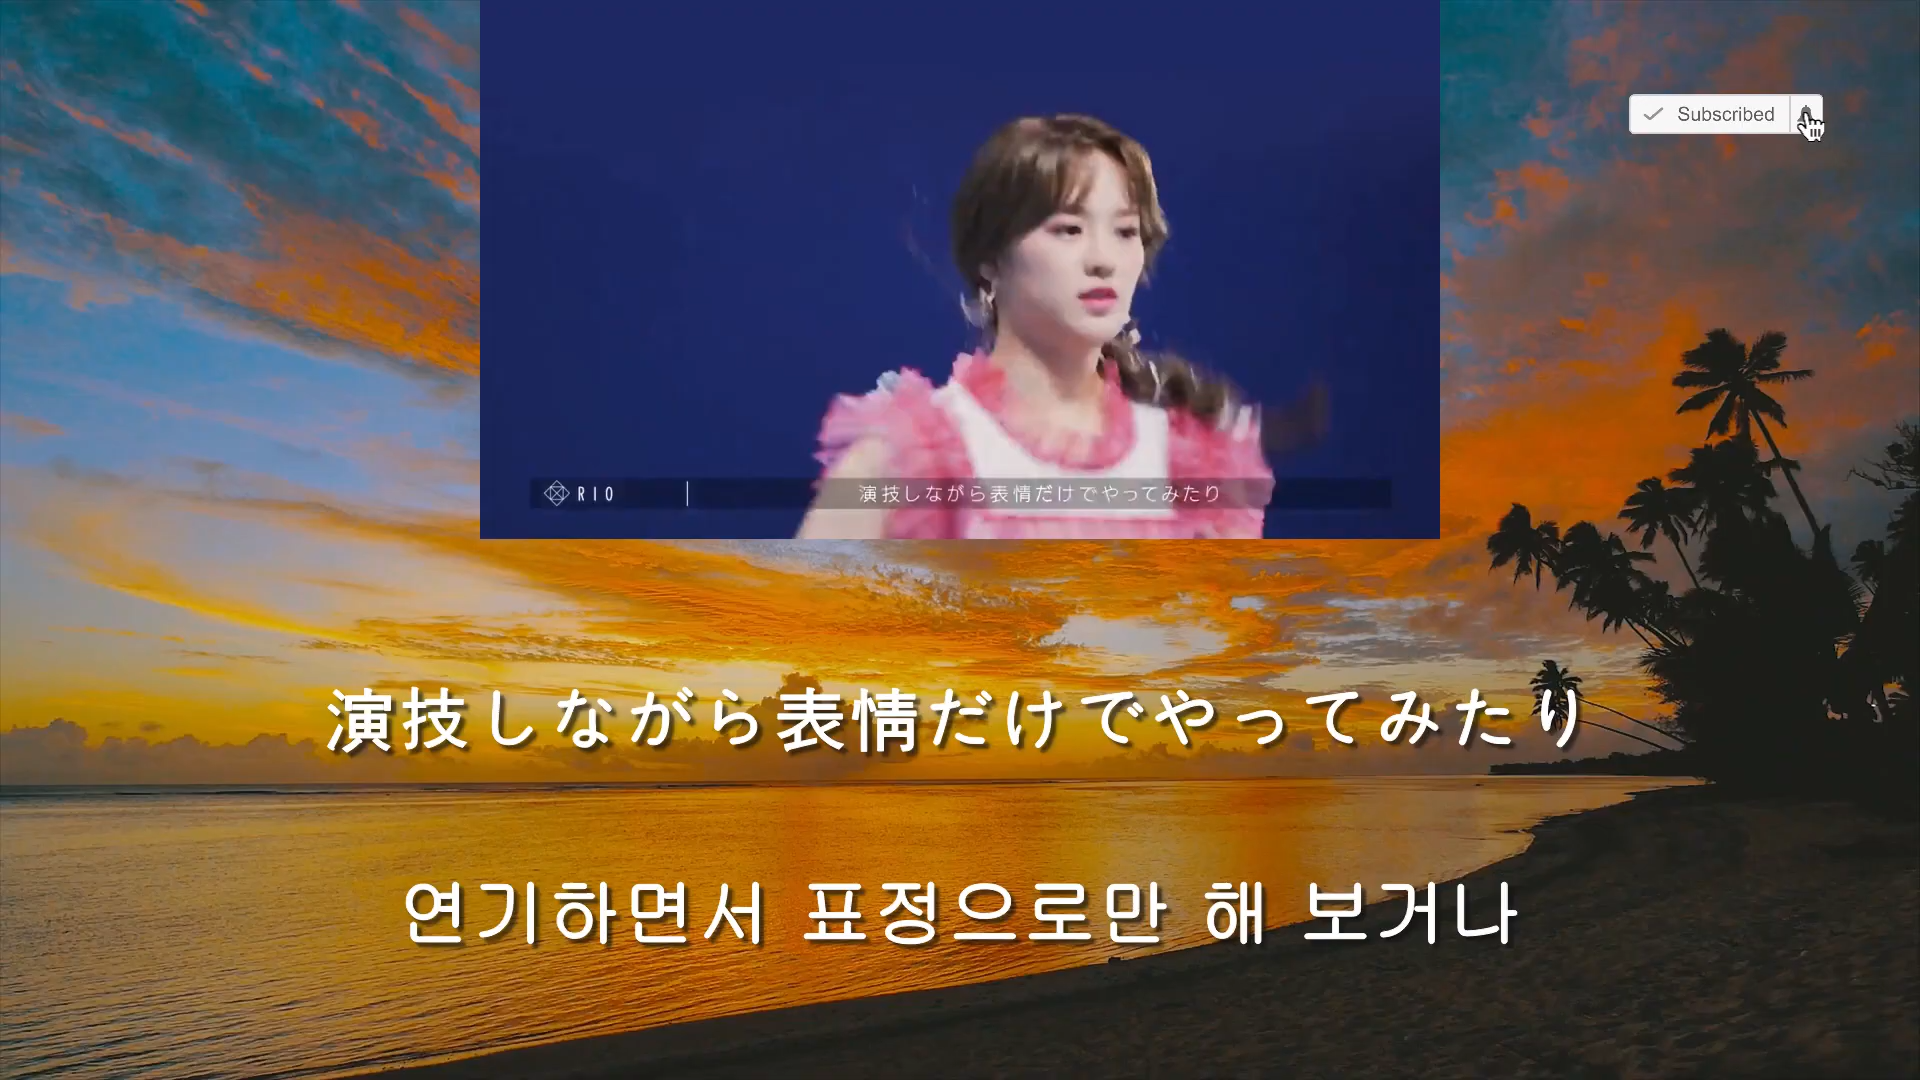 Subscribed
RIO
演技しながら表情だけでやってみたり
演技しながら表情だけでやってみたり
연기하면서 표정으로만 해 보거나